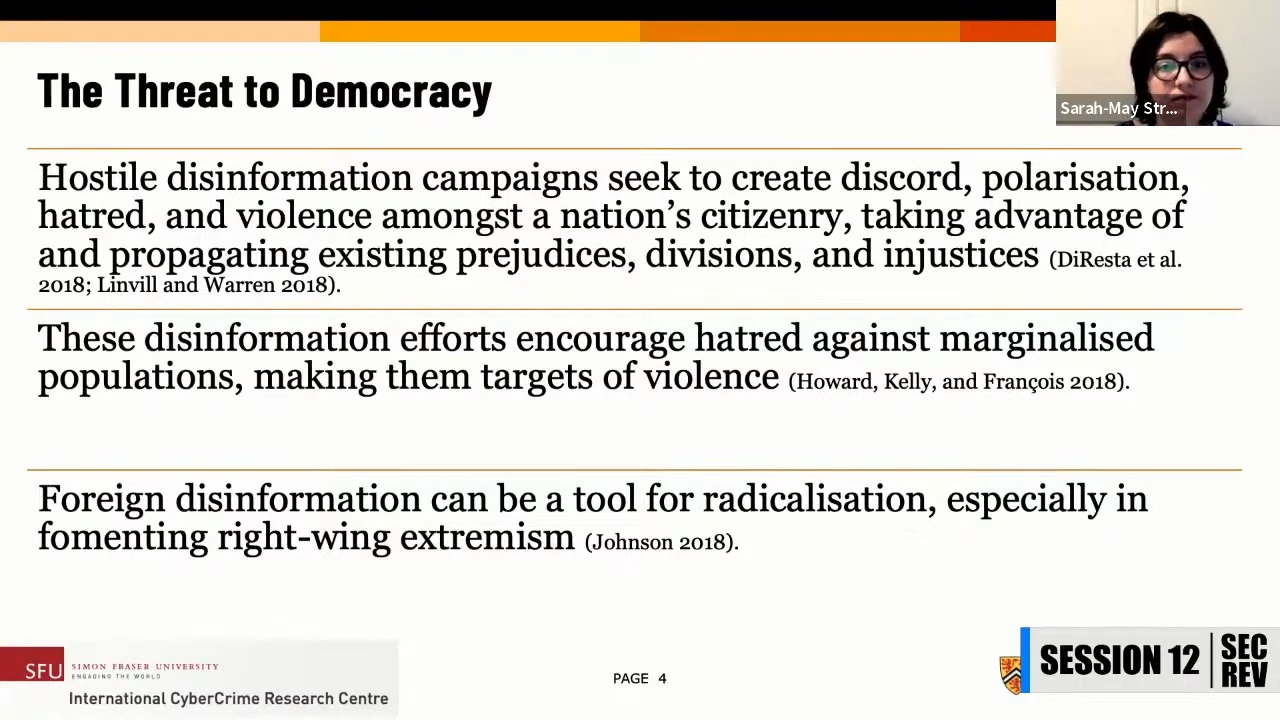 The Threat to Democracy
Sarah-May Str...
Hostile disinformation campaigns seek to create discord, polarisation,
hatred, and violence amongst a nation’s citizenry, taking advantage of
and propagating existing prejudices, divisions, and injustices (DiResta et al.
2018; Linvill and Warren 2018).
These disinformation efforts encourage hatred against marginalised
populations, making them targets of violence (Howard, Kelly, and François 2018).
Foreign disinformation can be a tool for radicalisation, especially in
fomenting right-wing extremism (Johnson 2018).
SFU
SIMON FRASER UNIVERSITY
ENGAGING THE WORLD
International CyberCrime Research Centre
PAGE 4
SESSION 12
SEC
REV